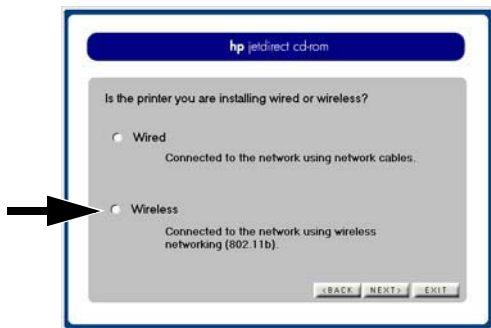 hp jetdirect cd-rom
Is the printer you are installing wired or wireless?
Wired
Connected to the network using network cables.
Wireless
Connected to the network using wireless
networking (802.11b).
<BACK NEXT> EXIT